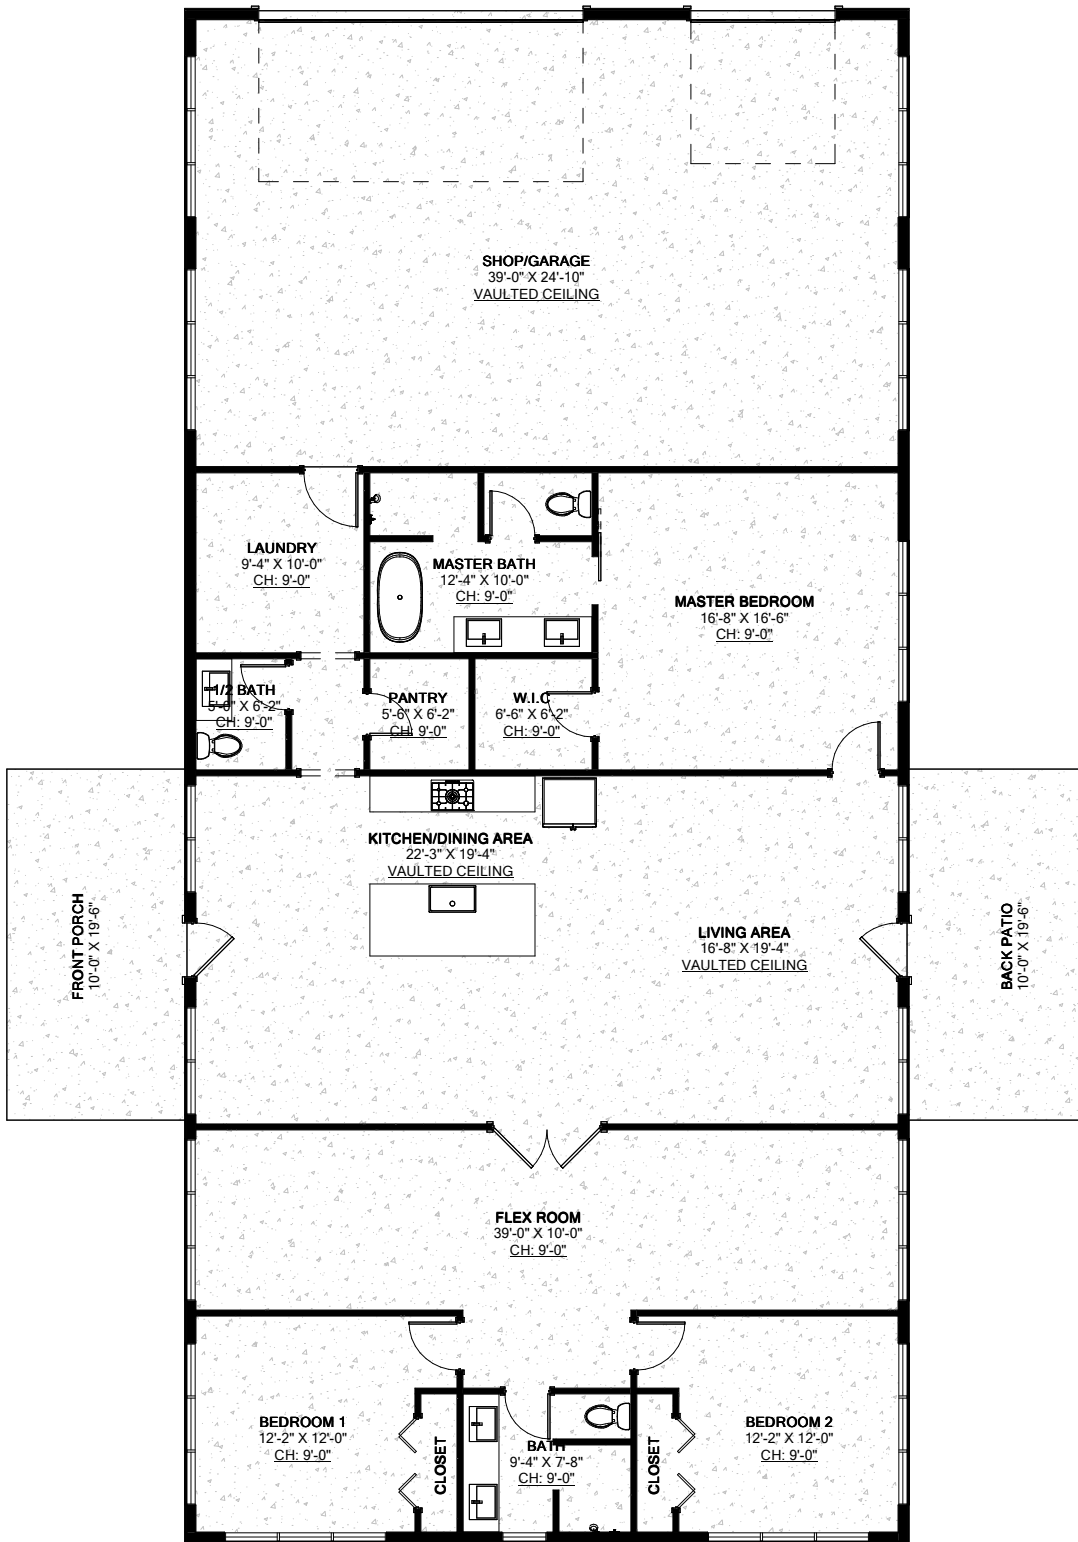 SHOP/GARAGE
39'-0" X 24'-10"
VAULTED CEILING
LAUNDRY
9'-4" X 10'-0"
CH: 9'-0"
MASTER BATH
12'-4" X 10'-0"
CH: 9'-0"
MASTER BEDROOM
16'-8" X 16'-6"
CH: 9'-0"
1/2 BATH
5'-0" X 6'-2"
CH: 9'-0"
PANTRY
5'-6" X 6'-2"
CH: 9'-0"
W.I.C
6'-6" X 6'-2"
CH: 9'-0"
KITCHEN/DINING AREA
22'-3" X 19'-4"
VAULTED CEILING
FRONT PORCH
10'-0" X 19'-6"
LIVING AREA
16'-8" X 19'-4"
VAULTED CEILING
BACK PATIO
10'-0" X 19'-6"
FLEX ROOM
39'-0" X 10'-0"
CH: 9'-0"
BEDROOM 1
12'-2" X 12'-0"
CH: 9'-0"
CLOSET
BATH
9'-4" X 7'-8"
CH: 9'-0"
CLOSET
BEDROOM 2
12'-2" X 12'-0"
CH: 9'-0"